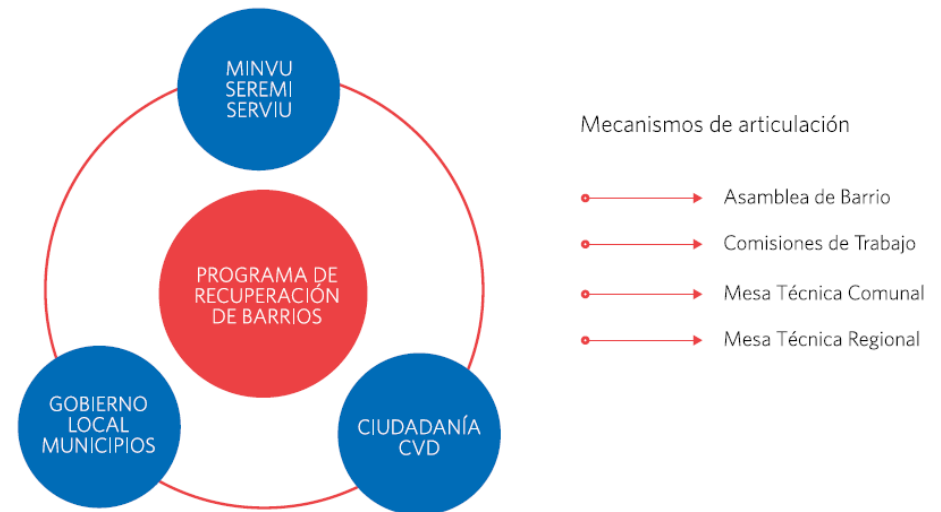 MINVU
SEREMI
SERVIU
PROGRAMA DE
RECUPERACIÓN
DE BARRIOS
GOBIERNO
LOCAL
MUNICIPIOS
CIUDADANÍA
CVD
Mecanismos de articulación
Asamblea de Barrio
Comisiones de Trabajo
Mesa Técnica Comunal
Mesa Técnica Regional